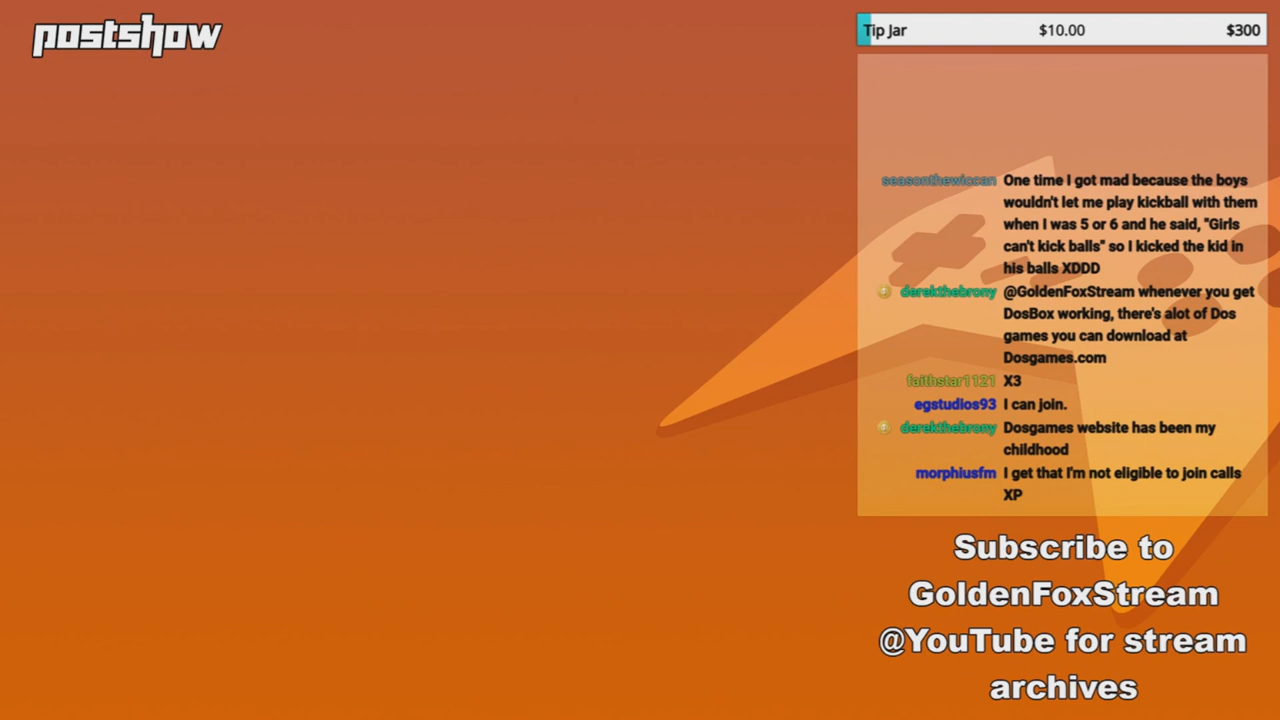 postshow
Tip Jar $10.00 $300
seasonthewiccan One time I got mad because the boys
wouldn't let me play kickball with them
when I was 5 or 6 and he said, "Girls
can't kick balls" so I kicked the kid in
his balls XDDD
derekthebrony @GoldenFoxStream whenever you get
DosBox working, there's alot of Dos
games you can download at
Dosgames.com
faithstar1121 X3
egstudios93 I can join.
derekthebrony Dosgames website has been my
childhood
morphiusfm I get that I'm not eligible to join calls
XP
Subscribe to
GoldenFoxStream
@YouTube for stream
archives